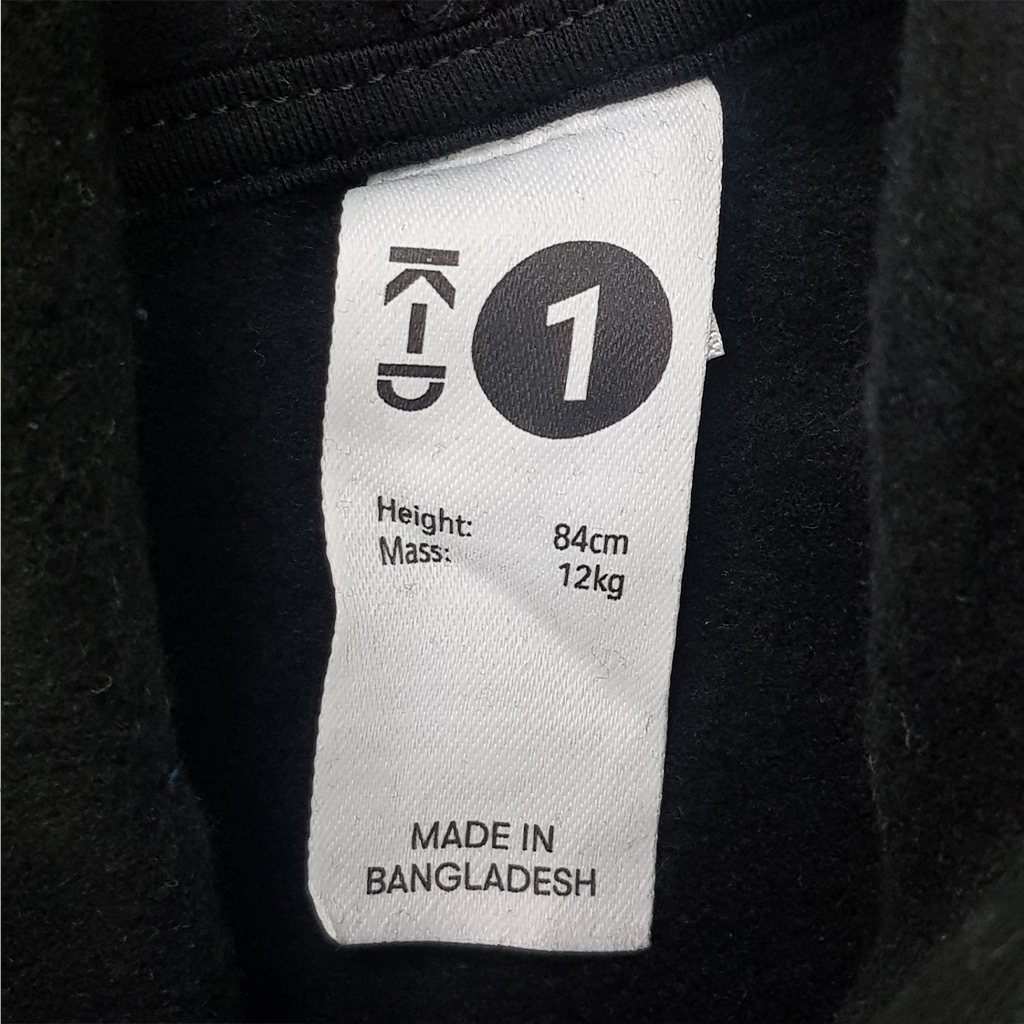 K-D
1
Height: 84cm
Mass: 12kg
MADE IN
BANGLADESH